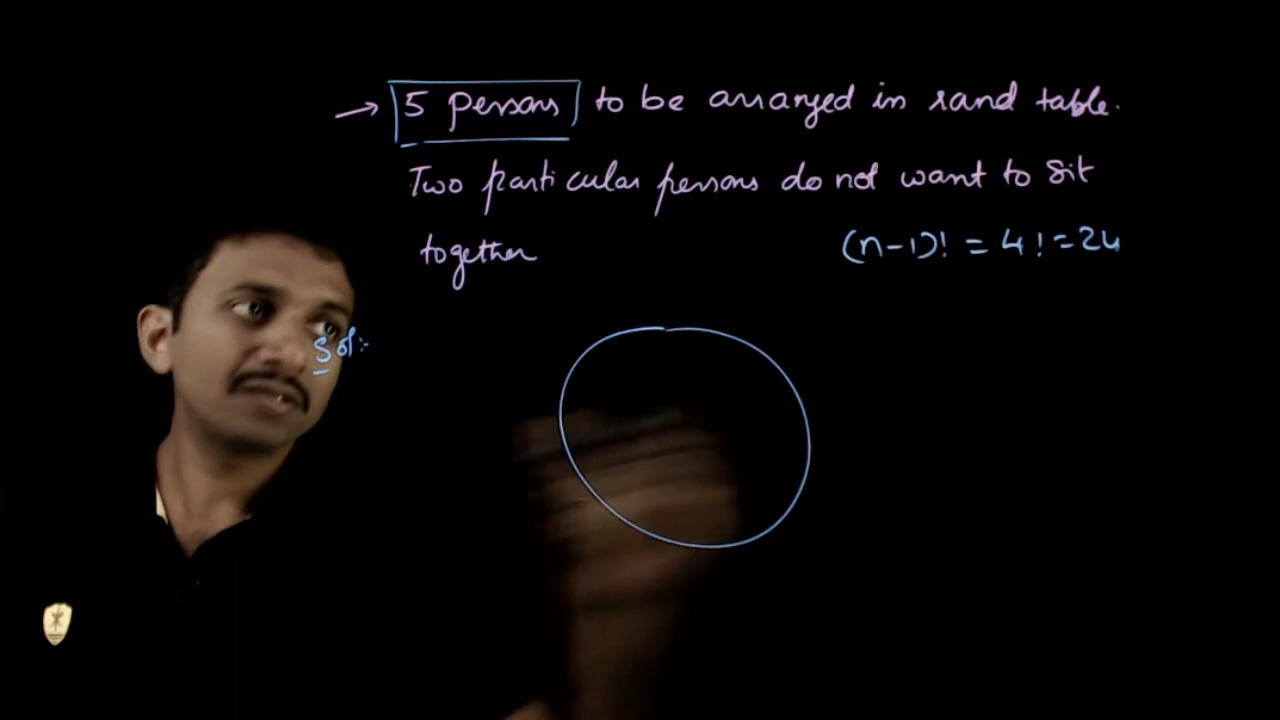 → 5 persons to be arranged in rand table.
Two particular persons do not want to sit
together
(n-1)! = 4! = 24
Sol:-